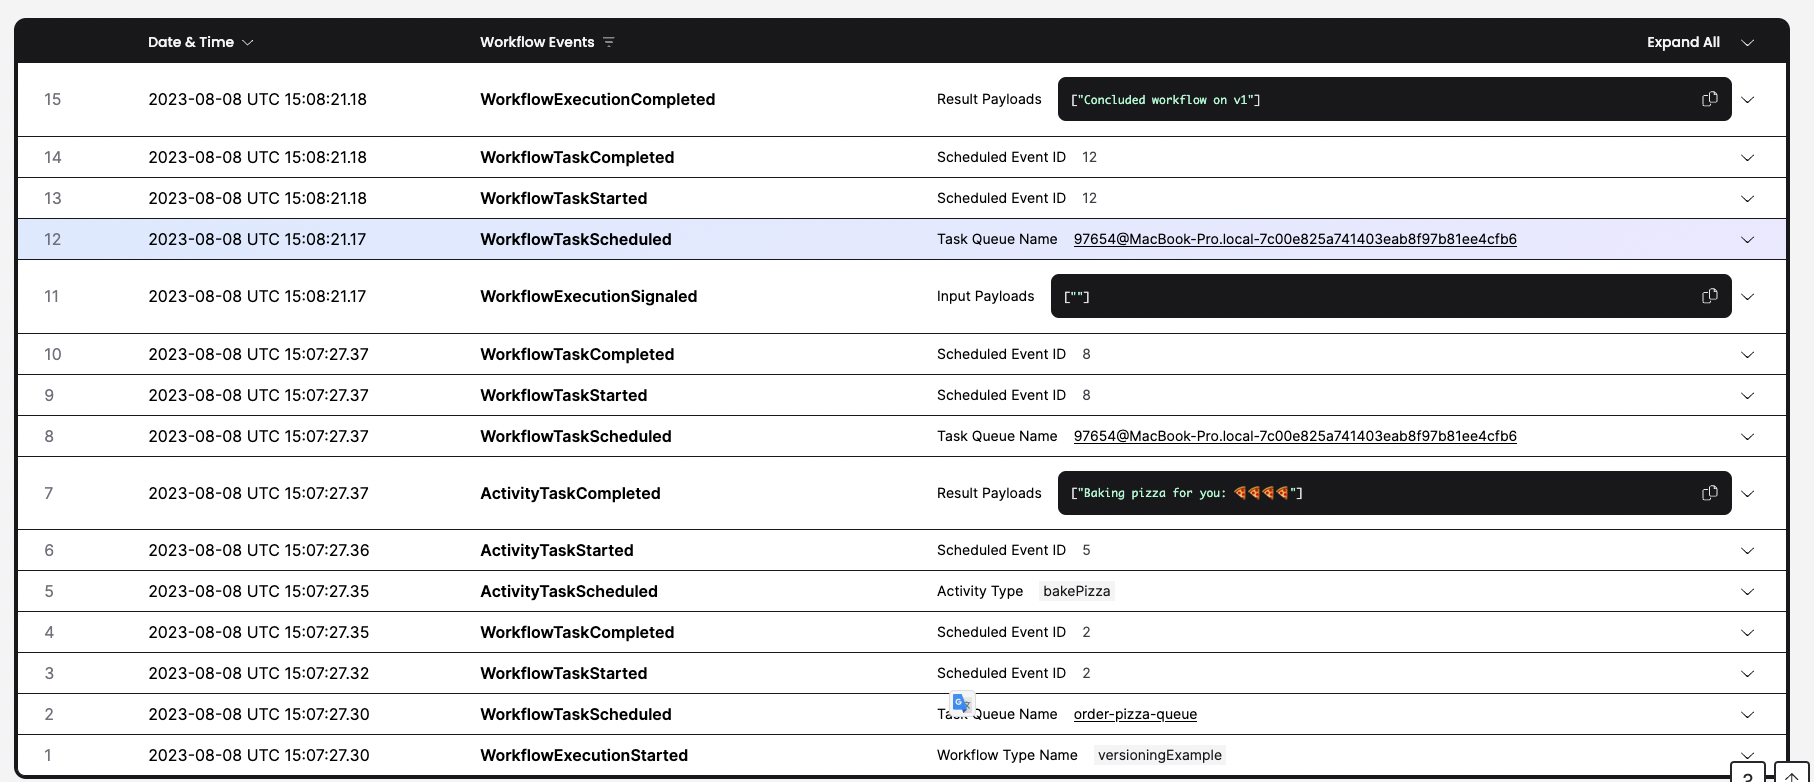 Date & Time Workflow Events Expand All
15 2023-08-08 UTC 15:08:21.18 WorkflowExecutionCompleted Result Payloads ["Concluded workflow on v1"]
14 2023-08-08 UTC 15:08:21.18 WorkflowTaskCompleted Scheduled Event ID 12
13 2023-08-08 UTC 15:08:21.18 WorkflowTaskStarted Scheduled Event ID 12
12 2023-08-08 UTC 15:08:21.17 WorkflowTaskScheduled Task Queue Name 97654@MacBook-Pro.local-7c00e825a741403eab8f97b81ee4cfb6
11 2023-08-08 UTC 15:08:21.17 WorkflowExecutionSignaled Input Payloads [""]
10 2023-08-08 UTC 15:07:27.37 WorkflowTaskCompleted Scheduled Event ID 8
9 2023-08-08 UTC 15:07:27.37 WorkflowTaskStarted Scheduled Event ID 8
8 2023-08-08 UTC 15:07:27.37 WorkflowTaskScheduled Task Queue Name 97654@MacBook-Pro.local-7c00e825a741403eab8f97b81ee4cfb6
7 2023-08-08 UTC 15:07:27.37 ActivityTaskCompleted Result Payloads ["Baking pizza for you: 🍕🍕🍕🍕"]
6 2023-08-08 UTC 15:07:27.36 ActivityTaskStarted Scheduled Event ID 5
5 2023-08-08 UTC 15:07:27.35 ActivityTaskScheduled Activity Type bakePizza
4 2023-08-08 UTC 15:07:27.35 WorkflowTaskCompleted Scheduled Event ID 2
3 2023-08-08 UTC 15:07:27.32 WorkflowTaskStarted Scheduled Event ID 2
2 2023-08-08 UTC 15:07:27.30 WorkflowTaskScheduled Task Queue Name order-pizza-queue
1 2023-08-08 UTC 15:07:27.30 WorkflowExecutionStarted Workflow Type Name versioningExample